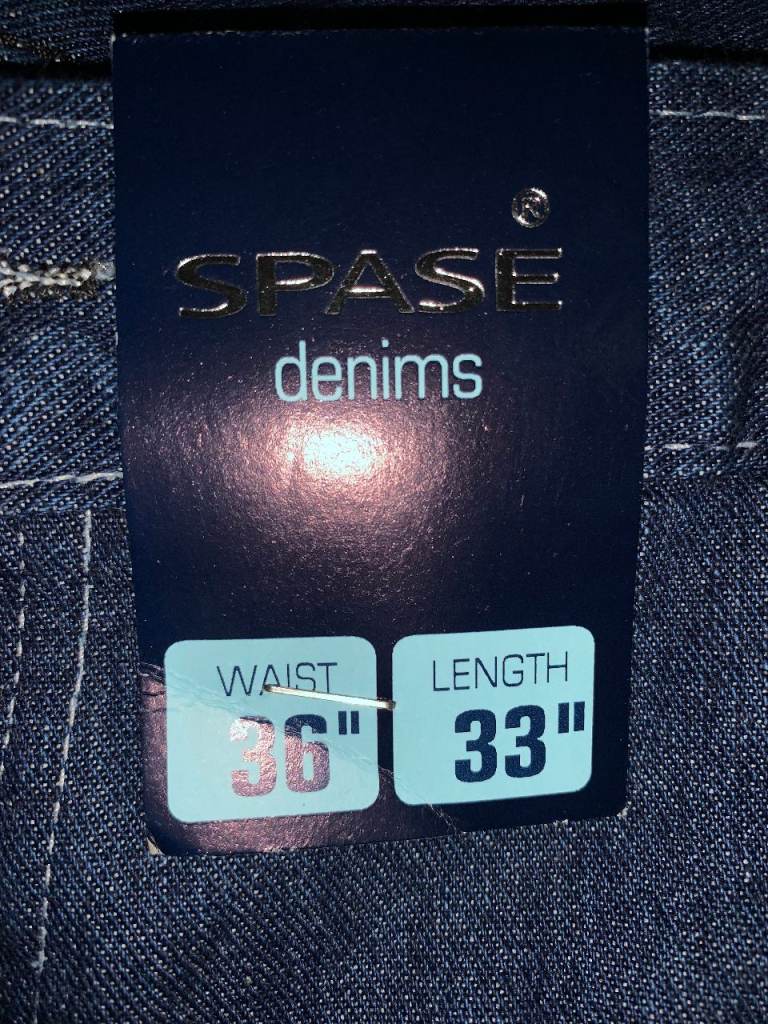 ®
SPASE
denims
WAIST
36"
LENGTH
33"